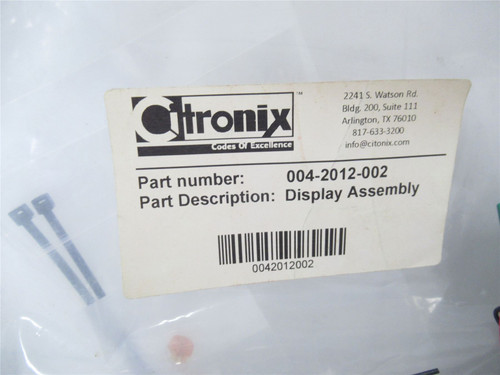 Citronix™
Codes Of Excellence
2241 S. Watson Rd.
Bldg. 200, Suite 111
Arlington, TX 76010
817-633-3200
info@citonix.com
Part number: 004-2012-002
Part Description: Display Assembly
0042012002